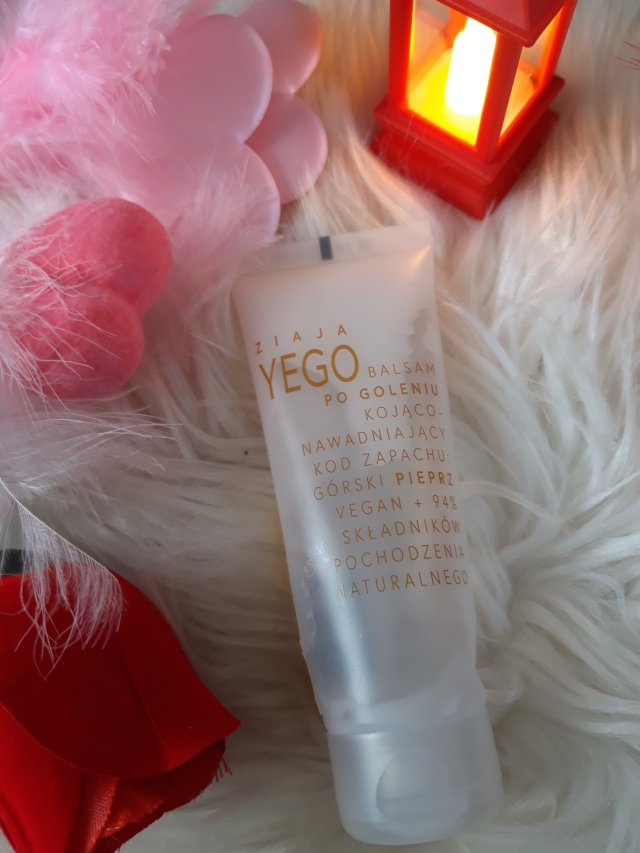 ZIAJA
YEGO BALSAM
PO GOLENIU
KOJĄCO-
NAWADNIAJĄCY
KOD ZAPACHU:
GÓRSKI PIEPRZ
VEGAN + 94%
SKŁADNIKÓW
POCHODZENIA
NATURALNEGO